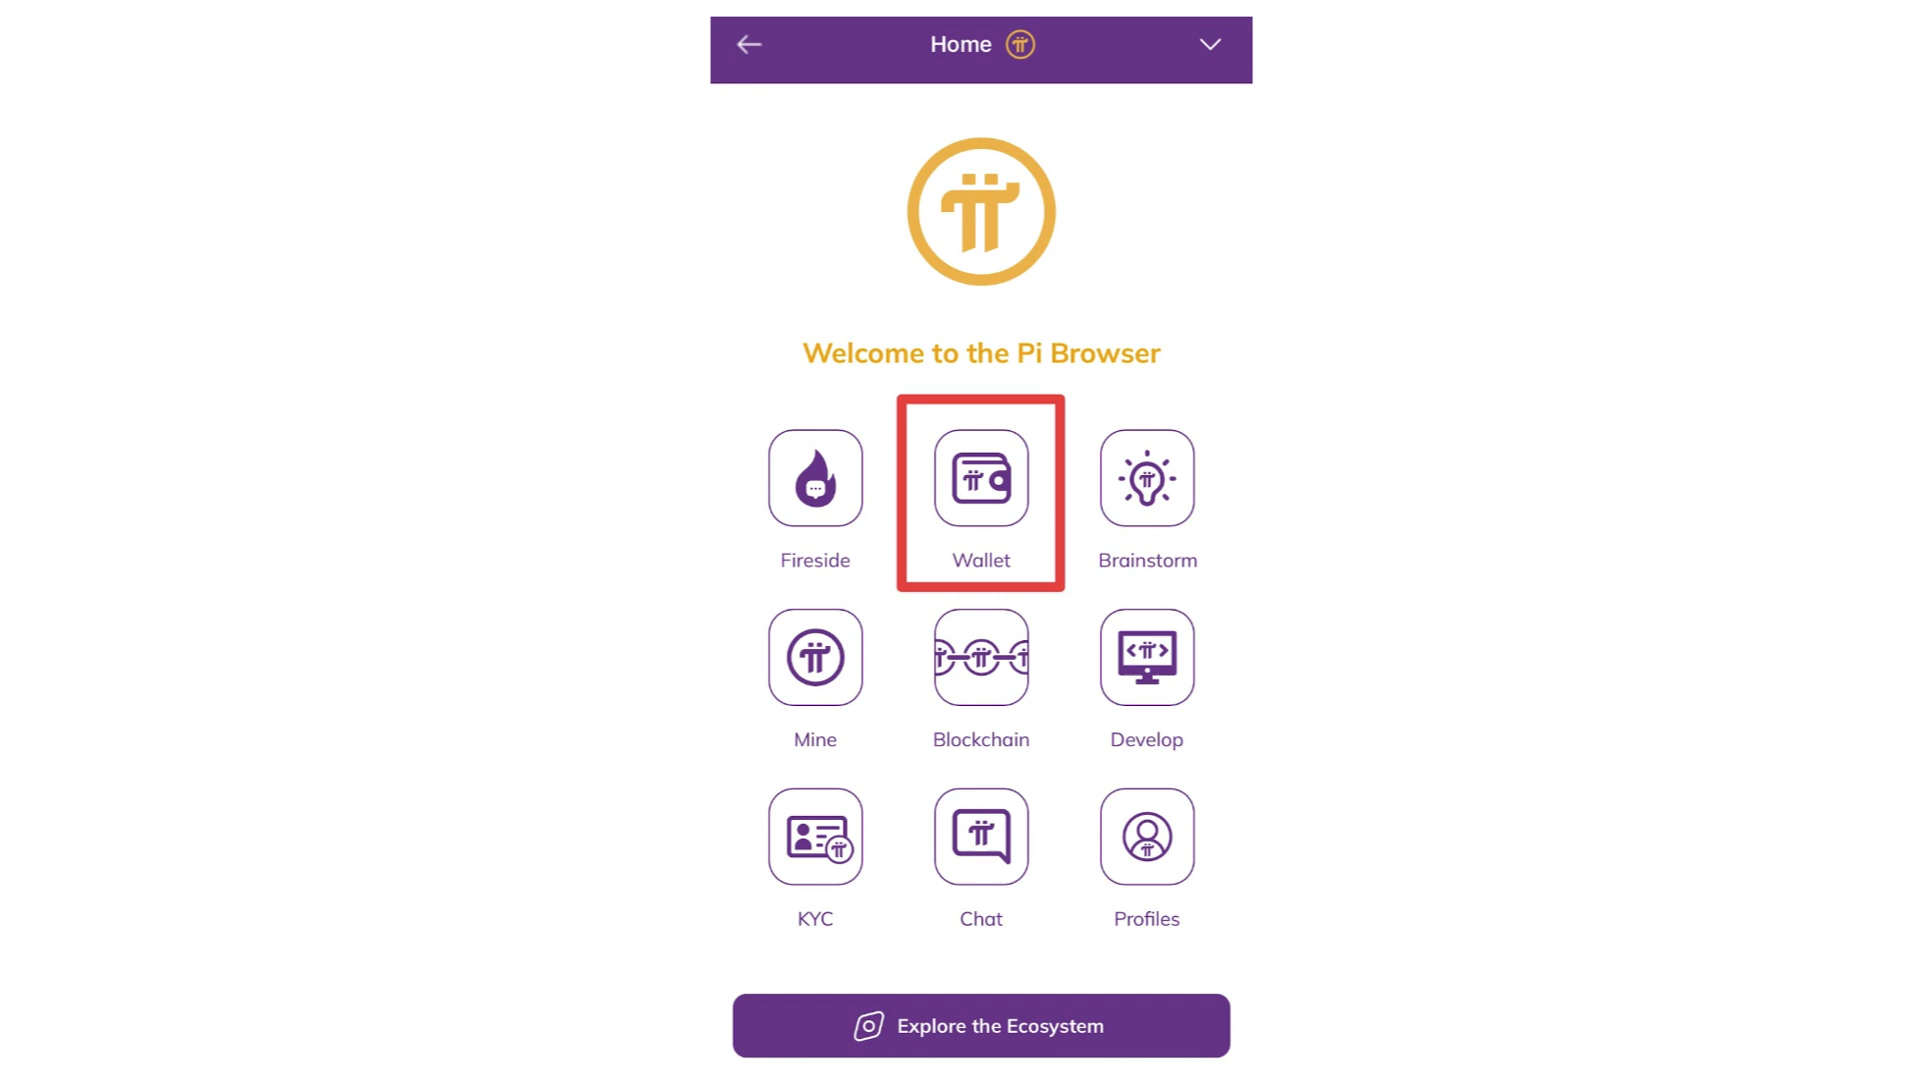 Home
Welcome to the Pi Browser
Fireside
Wallet
Brainstorm
Mine
Blockchain
Develop
KYC
Chat
Profiles
Explore the Ecosystem